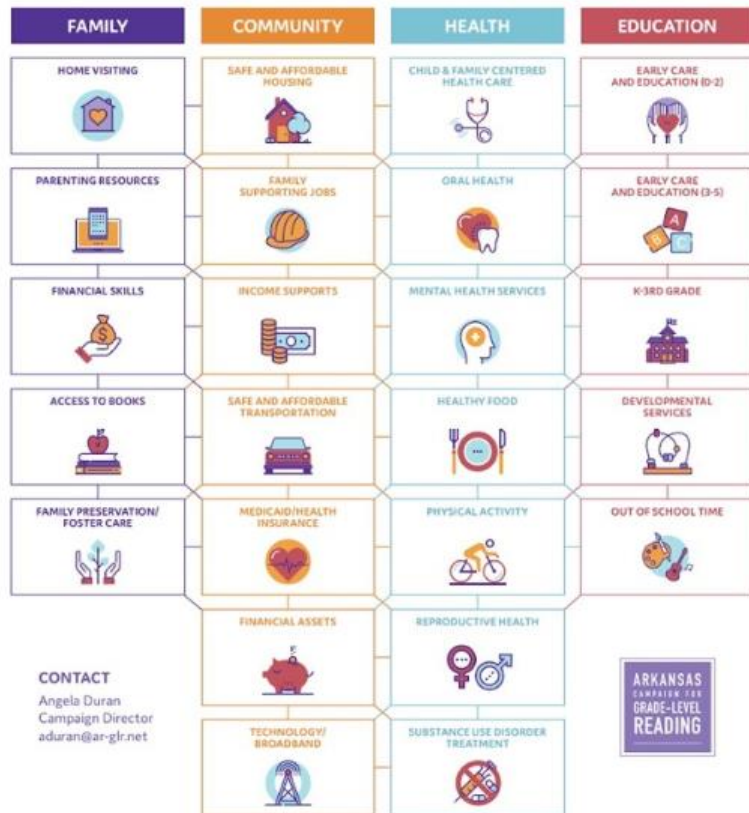 FAMILY
COMMUNITY
HEALTH
EDUCATION
HOME VISITING
SAFE AND AFFORDABLE
HOUSING
CHILD & FAMILY CENTERED
HEALTH CARE
EARLY CARE
AND EDUCATION (0-2)
PARENTING RESOURCES
FAMILY
SUPPORTING JOBS
ORAL HEALTH
EARLY CARE
AND EDUCATION (3-5)
A
B
C
FINANCIAL SKILLS
$
INCOME SUPPORTS
MENTAL HEALTH SERVICES
K-3RD GRADE
ACCESS TO BOOKS
SAFE AND AFFORDABLE
TRANSPORTATION
HEALTHY FOOD
DEVELOPMENTAL
SERVICES
FAMILY PRESERVATION/
FOSTER CARE
MEDICAID/HEALTH
INSURANCE
PHYSICAL ACTIVITY
OUT OF SCHOOL TIME
FINANCIAL ASSETS
REPRODUCTIVE HEALTH
TECHNOLOGY/
BROADBAND
SUBSTANCE USE DISORDER
TREATMENT
CONTACT
Angela Duran
Campaign Director
aduran@ar-glr.net
ARKANSAS
CAMPAIGN FOR
GRADE-LEVEL
READING